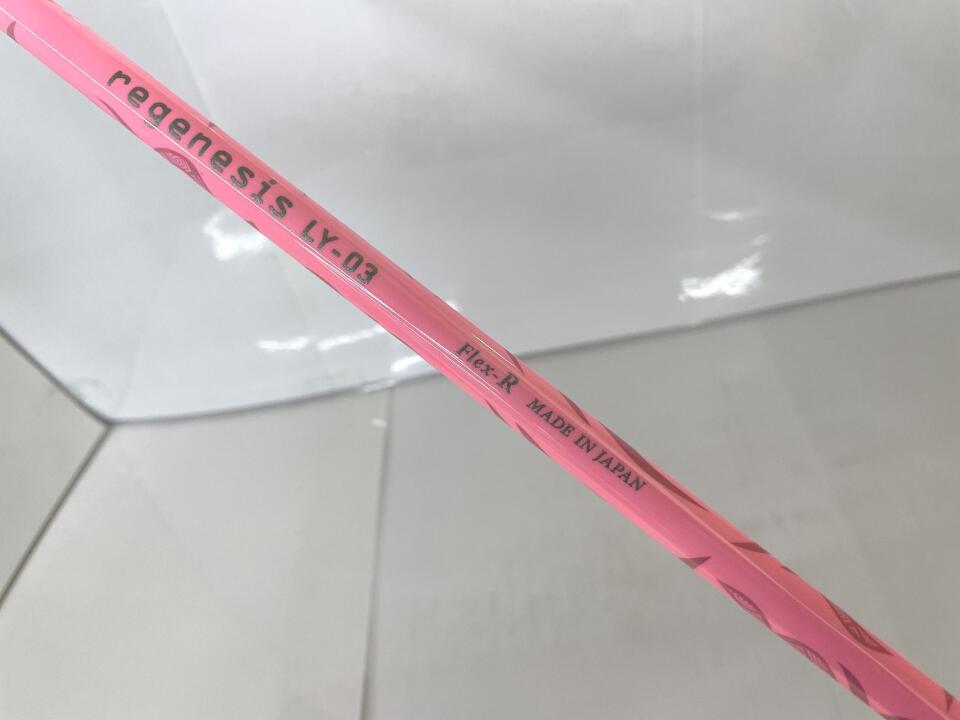 regenesis LY-03 Flex-R MADE IN JAPAN